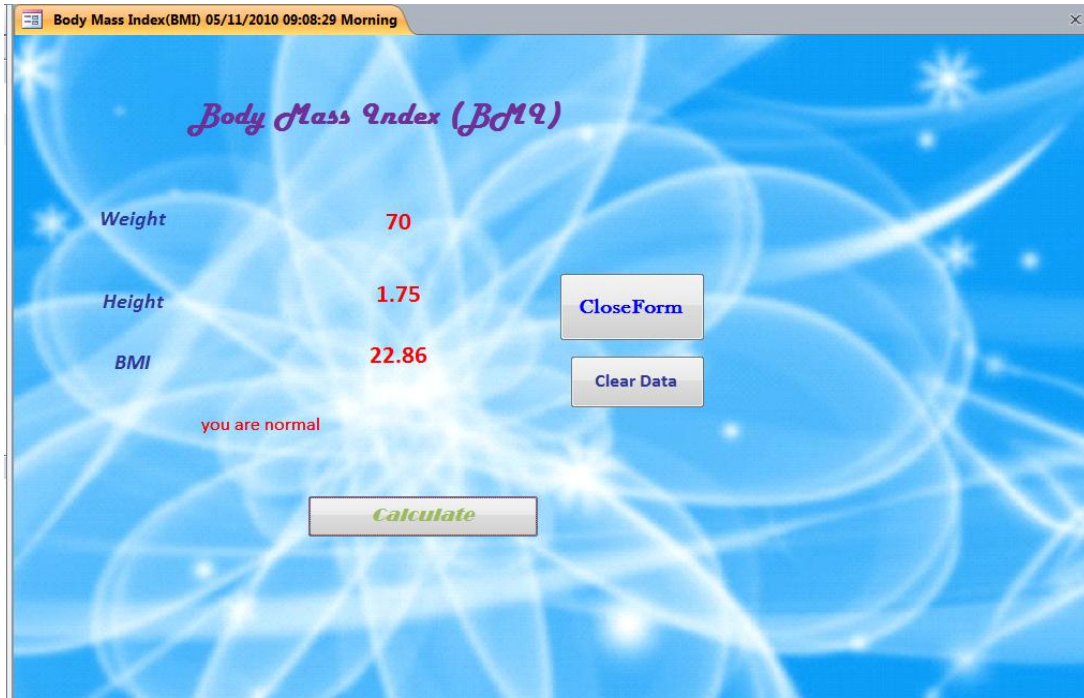 Body Mass Index(BMI) 05/11/2010 09:08:29 Morning
Body Mass Index (BMI)
Weight 70
Height 1.75
CloseForm
BMI 22.86
Clear Data
you are normal
Calculate